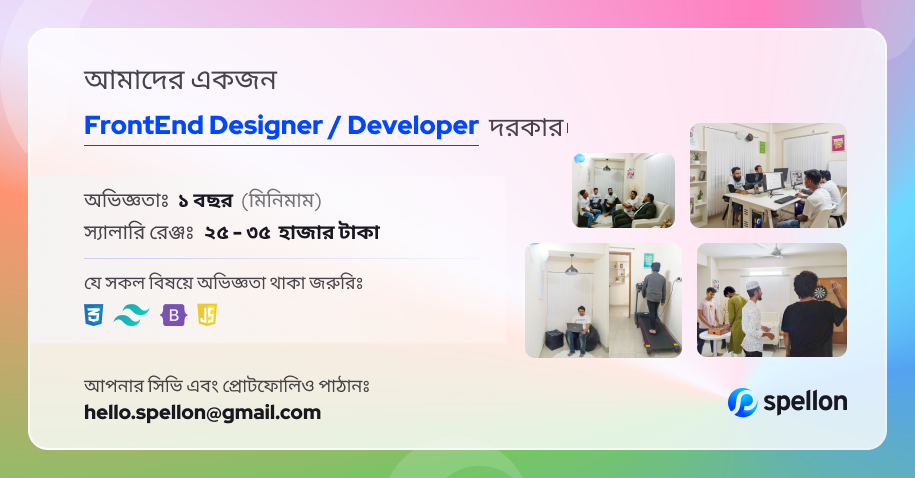 আমাদের একজন
FrontEnd Designer / Developer দরকার।
অভিজ্ঞতাঃ ১ বছর (মিনিমাম)
স্যালারি রেঞ্জঃ ২৫ - ৩৫ হাজার টাকা
যে সকল বিষয়ে অভিজ্ঞতা থাকা জরুরিঃ
B JS
আপনার সিভি এবং প্রোটফোলিও পাঠানঃ
hello.spellon@gmail.com
spellon